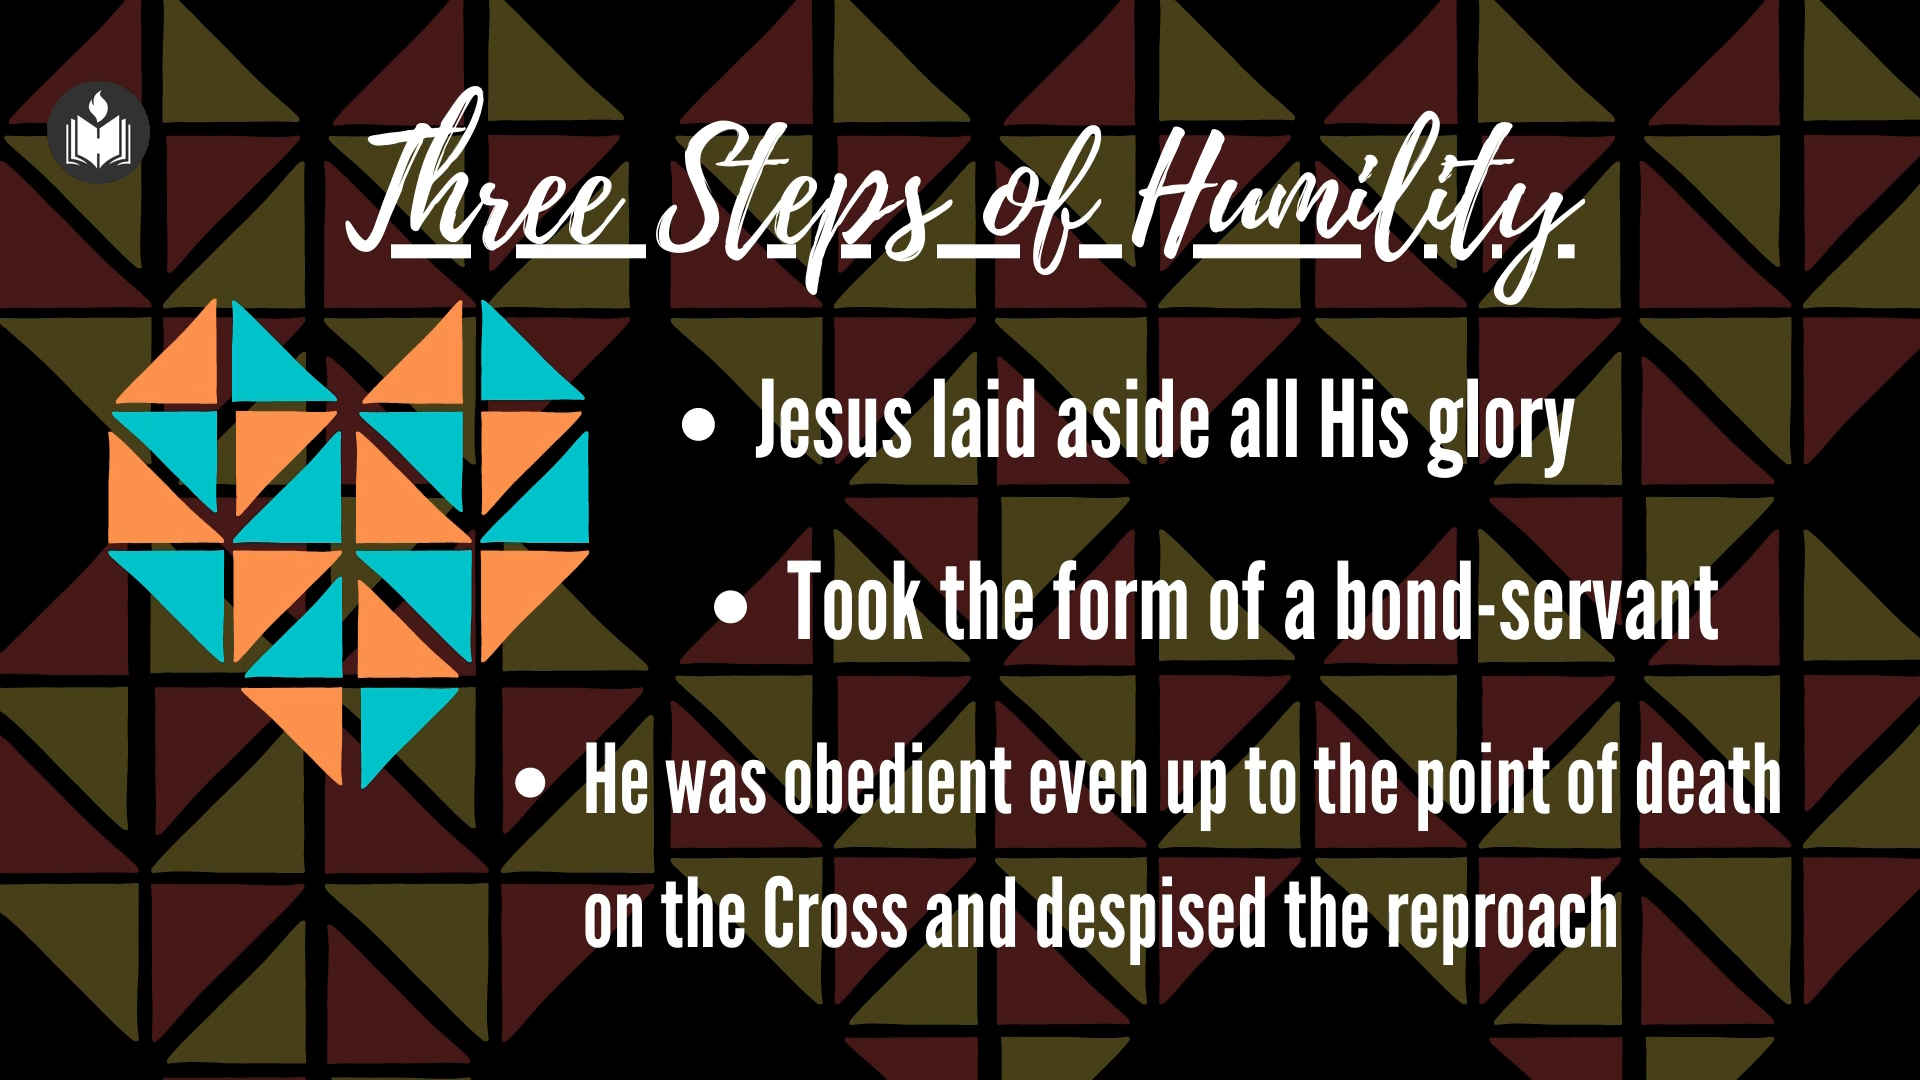 Three Steps of Humility
• Jesus laid aside all His glory
• Took the form of a bond-servant
• He was obedient even up to the point of death
on the Cross and despised the reproach